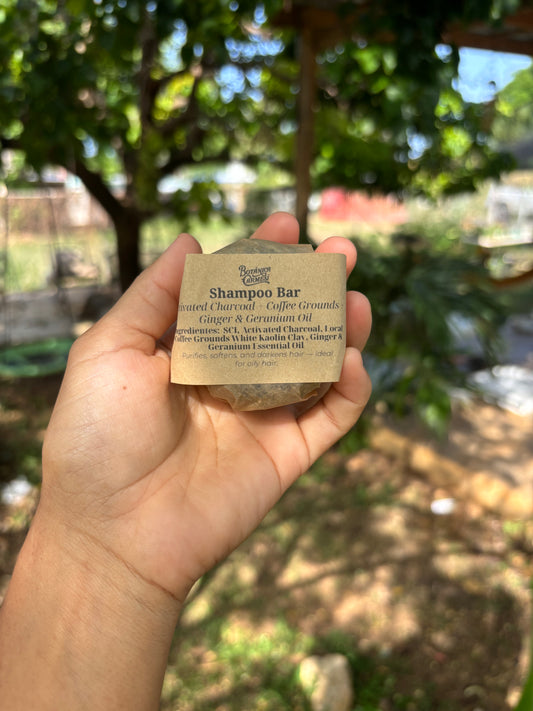 Shampoo Bar
ivated Charcoal + Coffee Grounds +
Ginger & Geranium Oil
gredientes: SCI, Activated Charcoal, Local
Coffee Grounds White Kaolin Clay, Ginger &
Geranium Essential Oil
Purifies, softens, and darkens hair — ideal
for oily hair.